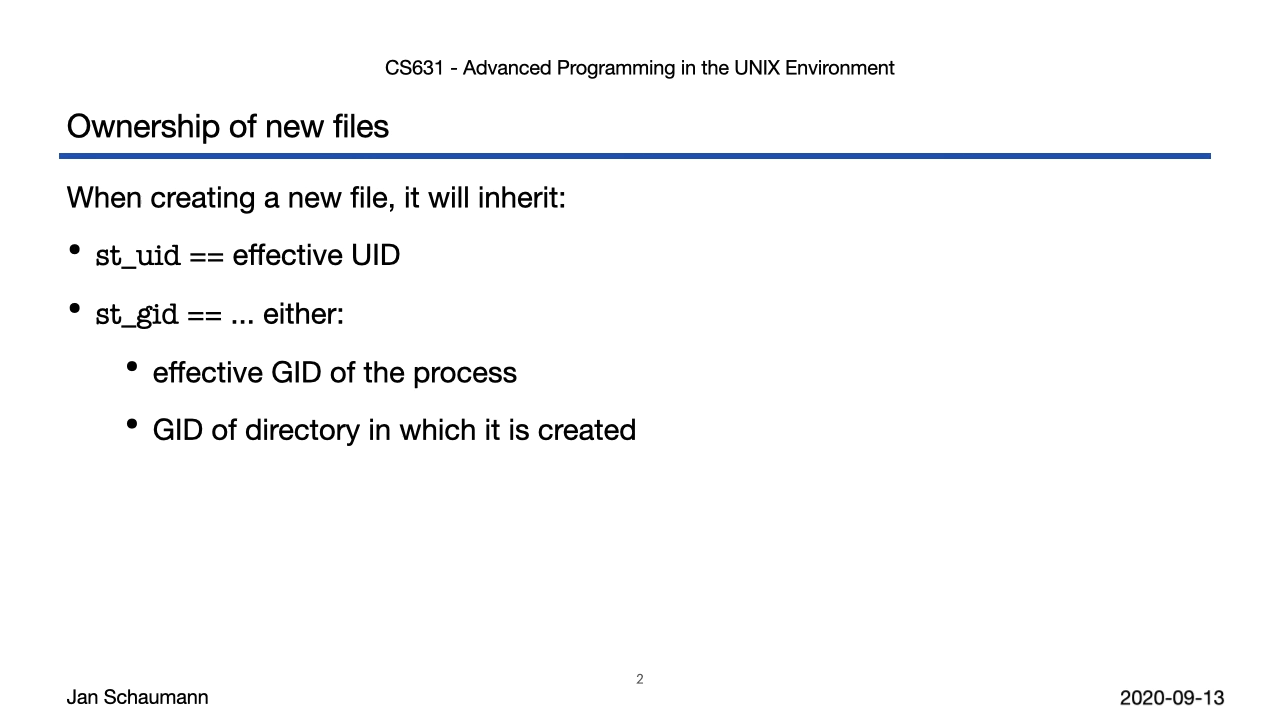 CS631 - Advanced Programming in the UNIX Environment
Ownership of new files
When creating a new file, it will inherit:
• st_uid == effective UID
• st_gid == ... either:
• effective GID of the process
• GID of directory in which it is created
2
Jan Schaumann
2020-09-13